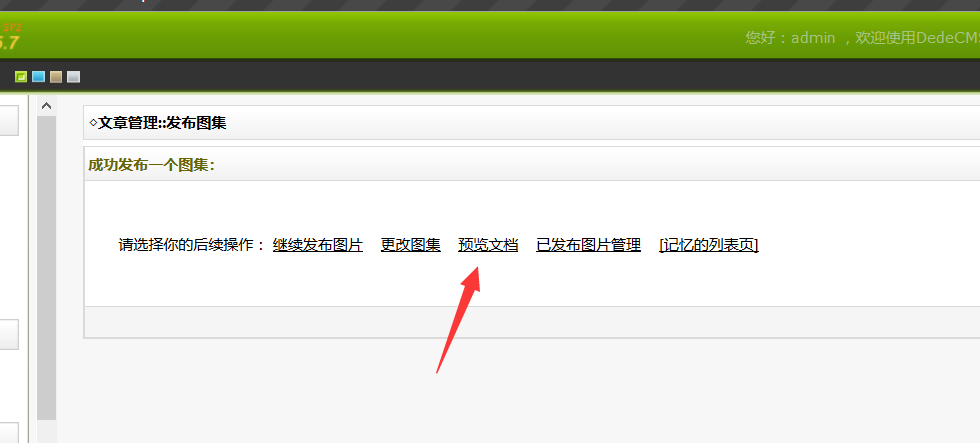 SP2
5.7
您好：admin ，欢迎使用DedeCMS
文章管理::发布图集
成功发布一个图集：
请选择你的后续操作： 继续发布图片 更改图集 预览文档 已发布图片管理 [记忆的列表页]